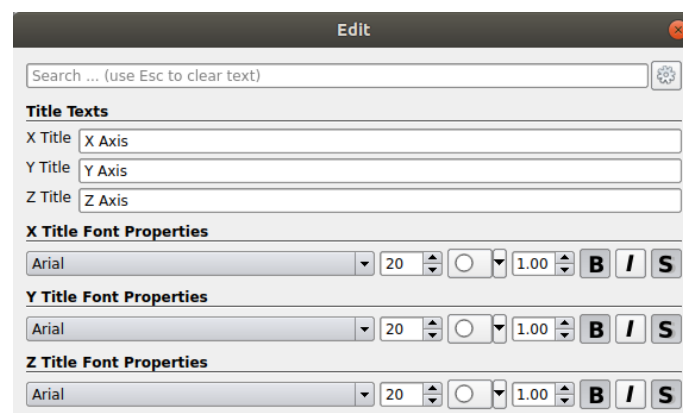 Edit
Search ... (use Esc to clear text)
Title Texts
X Title X Axis
Y Title Y Axis
Z Title Z Axis
X Title Font Properties
Arial 20 1.00 B I S
Y Title Font Properties
Arial 20 1.00 B I S
Z Title Font Properties
Arial 20 1.00 B I S